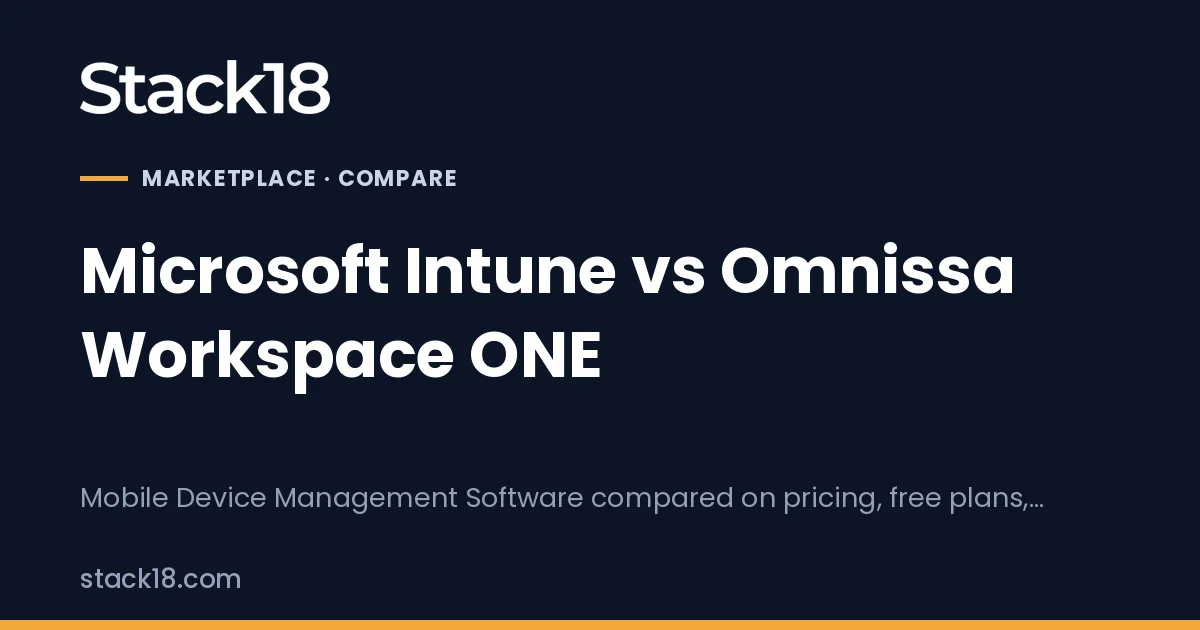 Stack18
MARKETPLACE · COMPARE
Microsoft Intune vs Omnissa
Workspace ONE
Mobile Device Management Software compared on pricing, free plans,...
stack18.com